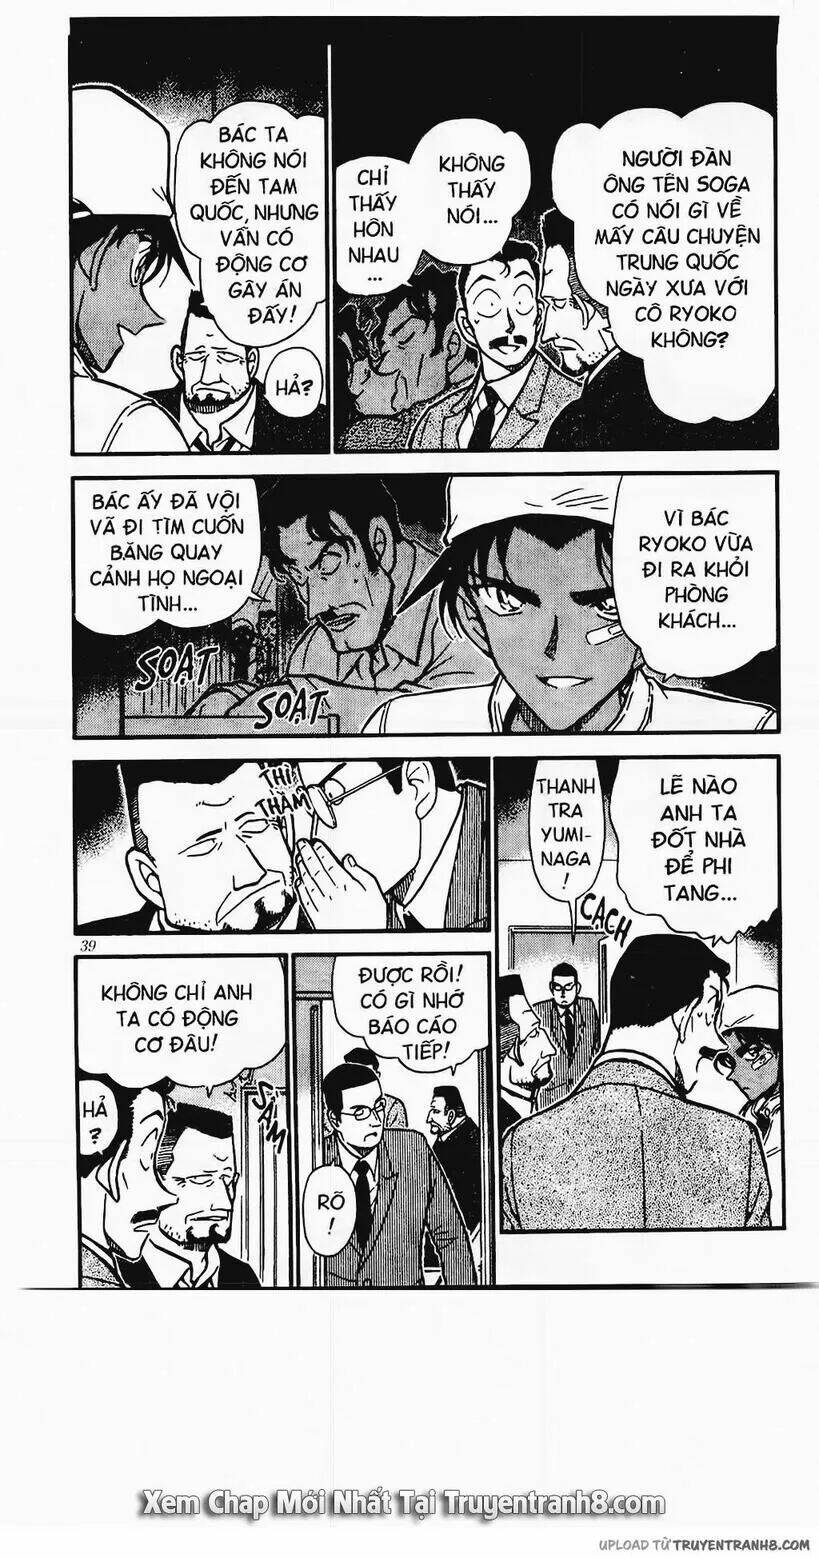 NGƯỜI ĐÀN
ÔNG TÊN SOGA
CÓ NÓI GÌ VỀ
MẤY CÂU CHUYỆN
TRUNG QUỐC
NGÀY XƯA VỚI
CÔ RYOKO
KHÔNG?
KHÔNG
THẤY
NÓI...
CHỈ
THẤY
HÔN
NHAU
...
BÁC TA
KHÔNG NÓI
ĐẾN TAM
QUỐC, NHƯNG
VẪN CÓ
ĐỘNG CƠ
GÂY ÁN
ĐẤY!
HẢ?
VÌ BÁC
RYOKO VỪA
ĐI RA KHỎI
PHÒNG
KHÁCH...
BÁC ẤY ĐÃ VỘI
VÃ ĐI TÌM CUỐN
BĂNG QUAY
CẢNH HỌ NGOẠI
TÌNH...
SOẠT
SOẠT
LẼ NÀO
ANH TA
ĐỐT NHÀ
ĐỂ PHI
TANG...
THANH
TRA
YUMI-
NAGA
!
CẠCH
THÌ
THẦM
39
ĐƯỢC RỒI!
CÓ GÌ NHỚ
BÁO CÁO
TIẾP!
RÕ
!
KHÔNG CHỈ ANH
TA CÓ ĐỘNG
CƠ ĐÂU!
SẦM
HẢ
?
Xem Chap Mới Nhất Tại Truyentranh8.com
UPLOAD TỪ TRUYENTRANH8.COM